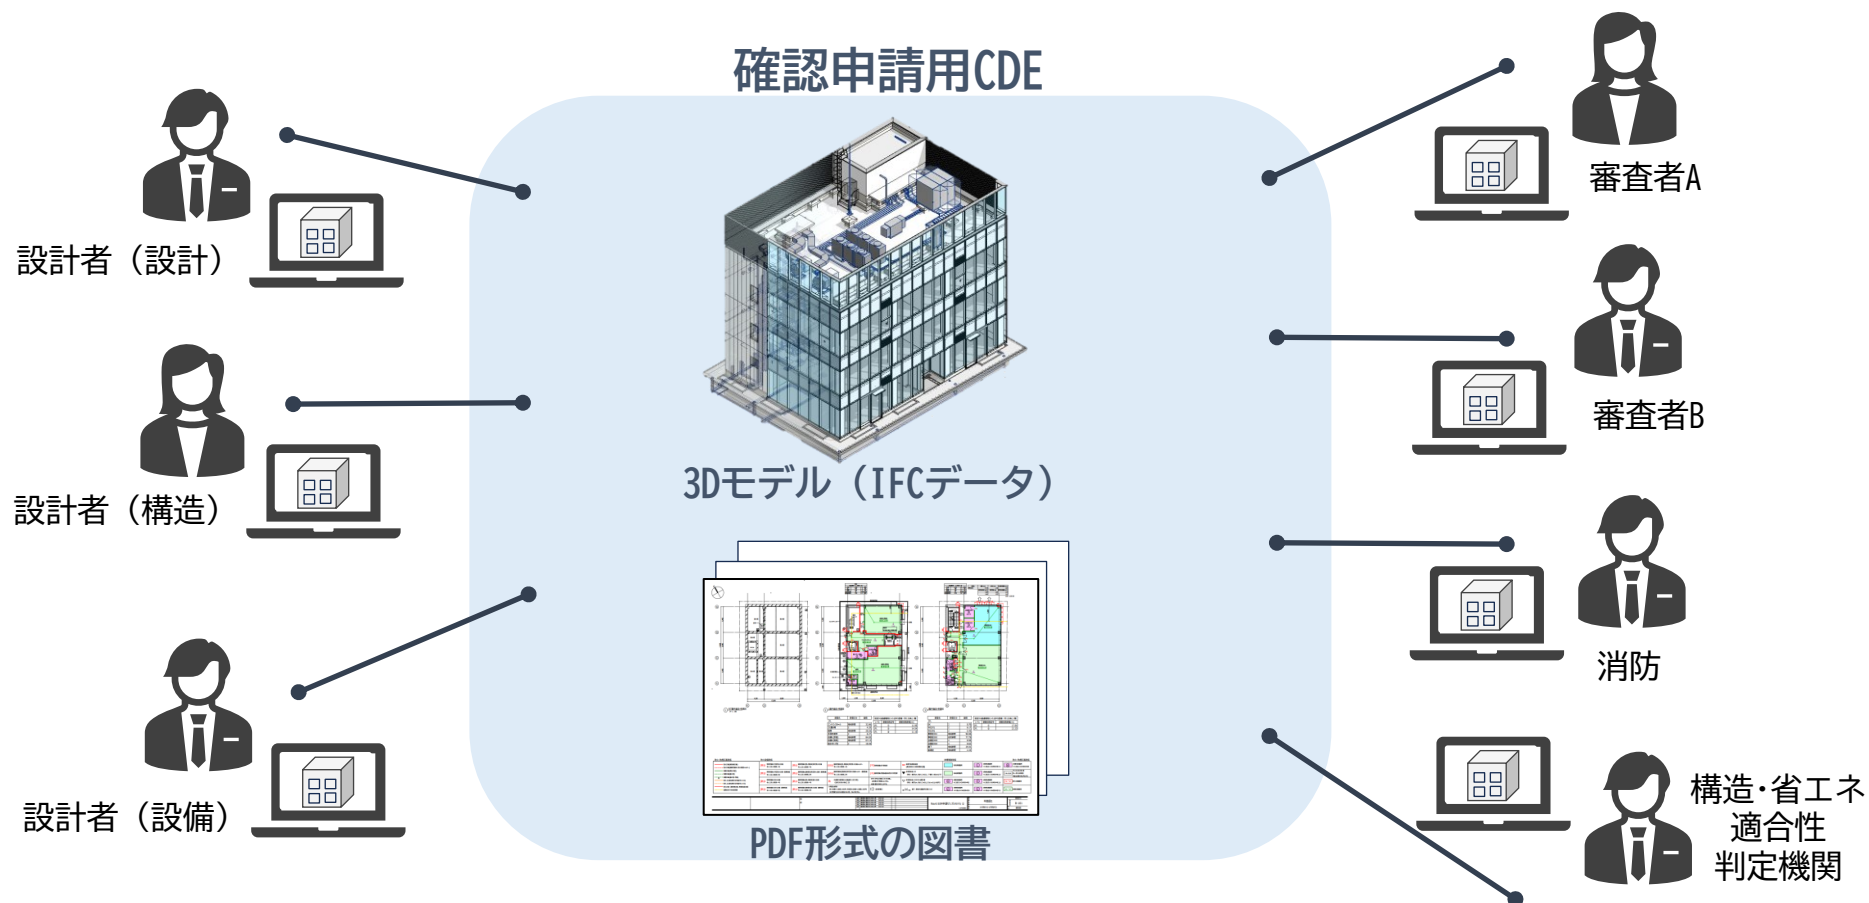 確認申請用CDE
設計者（設計）
設計者（構造）
設計者（設備）
3Dモデル（IFCデータ）
PDF形式の図書
審査者A
審査者B
消防
構造･省エネ
適合性
判定機関